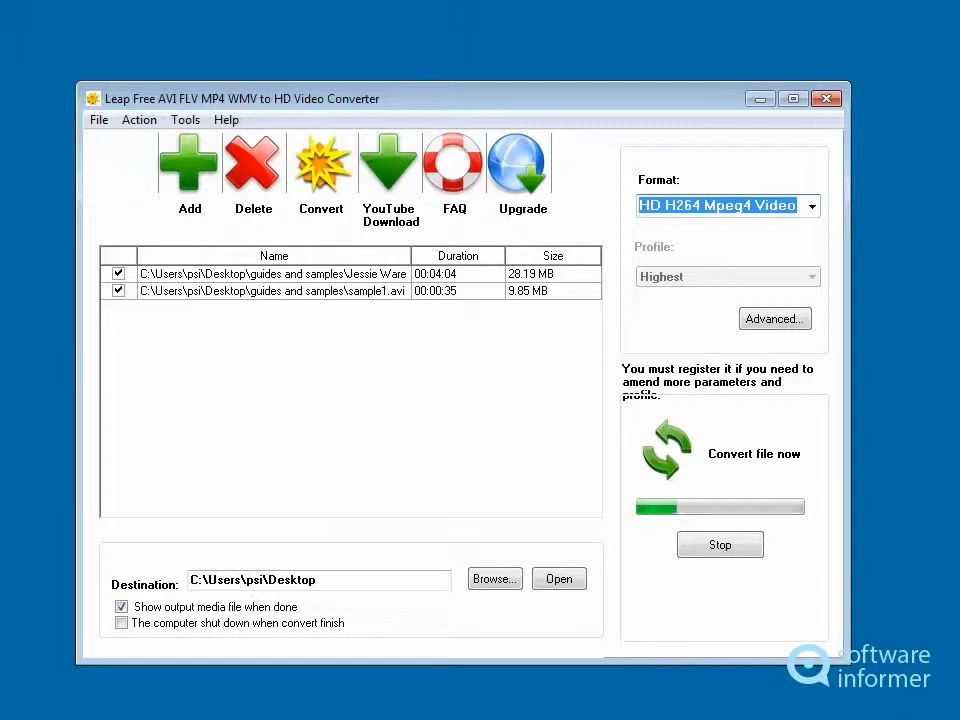 Leap Free AVI FLV MP4 WMV to HD Video Converter
File Action Tools Help
Add Delete Convert YouTube Download FAQ Upgrade
Format:
HD H264 Mpeg4 Video
Profile:
Highest
Advanced...
Name Duration Size
C:\Users\psi\Desktop\guides and samples\Jessie Ware 00:04:04 28.19 MB
C:\Users\psi\Desktop\guides and samples\sample1.avi 00:00:35 9.85 MB
You must register it if you need to
amend more parameters and
profile.
Convert file now
Stop
Destination: C:\Users\psi\Desktop Browse... Open
Show output media file when done
The computer shut down when convert finish
software
informer